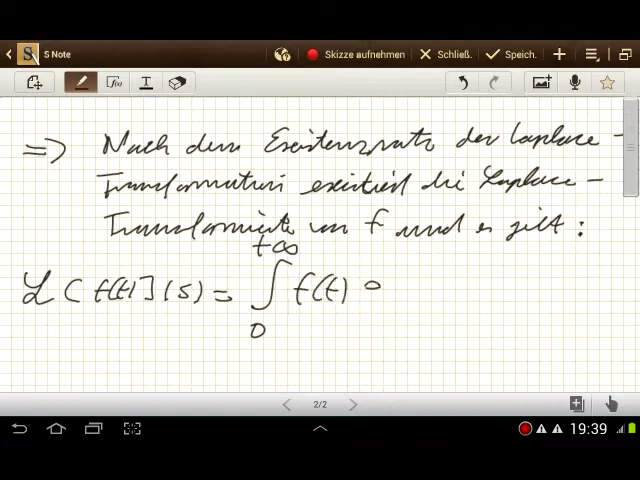 S Note
Skizze aufnehmen
Schließ.
Speich.
f(x)
T
=> Nach dem Existenzsatz der Laplace-
Transformation existiert die Laplace-
Transformierte von f und es gilt:
ℒ[f(t)](s) = ∫₀^{+∞} f(t)
2/2
19:39